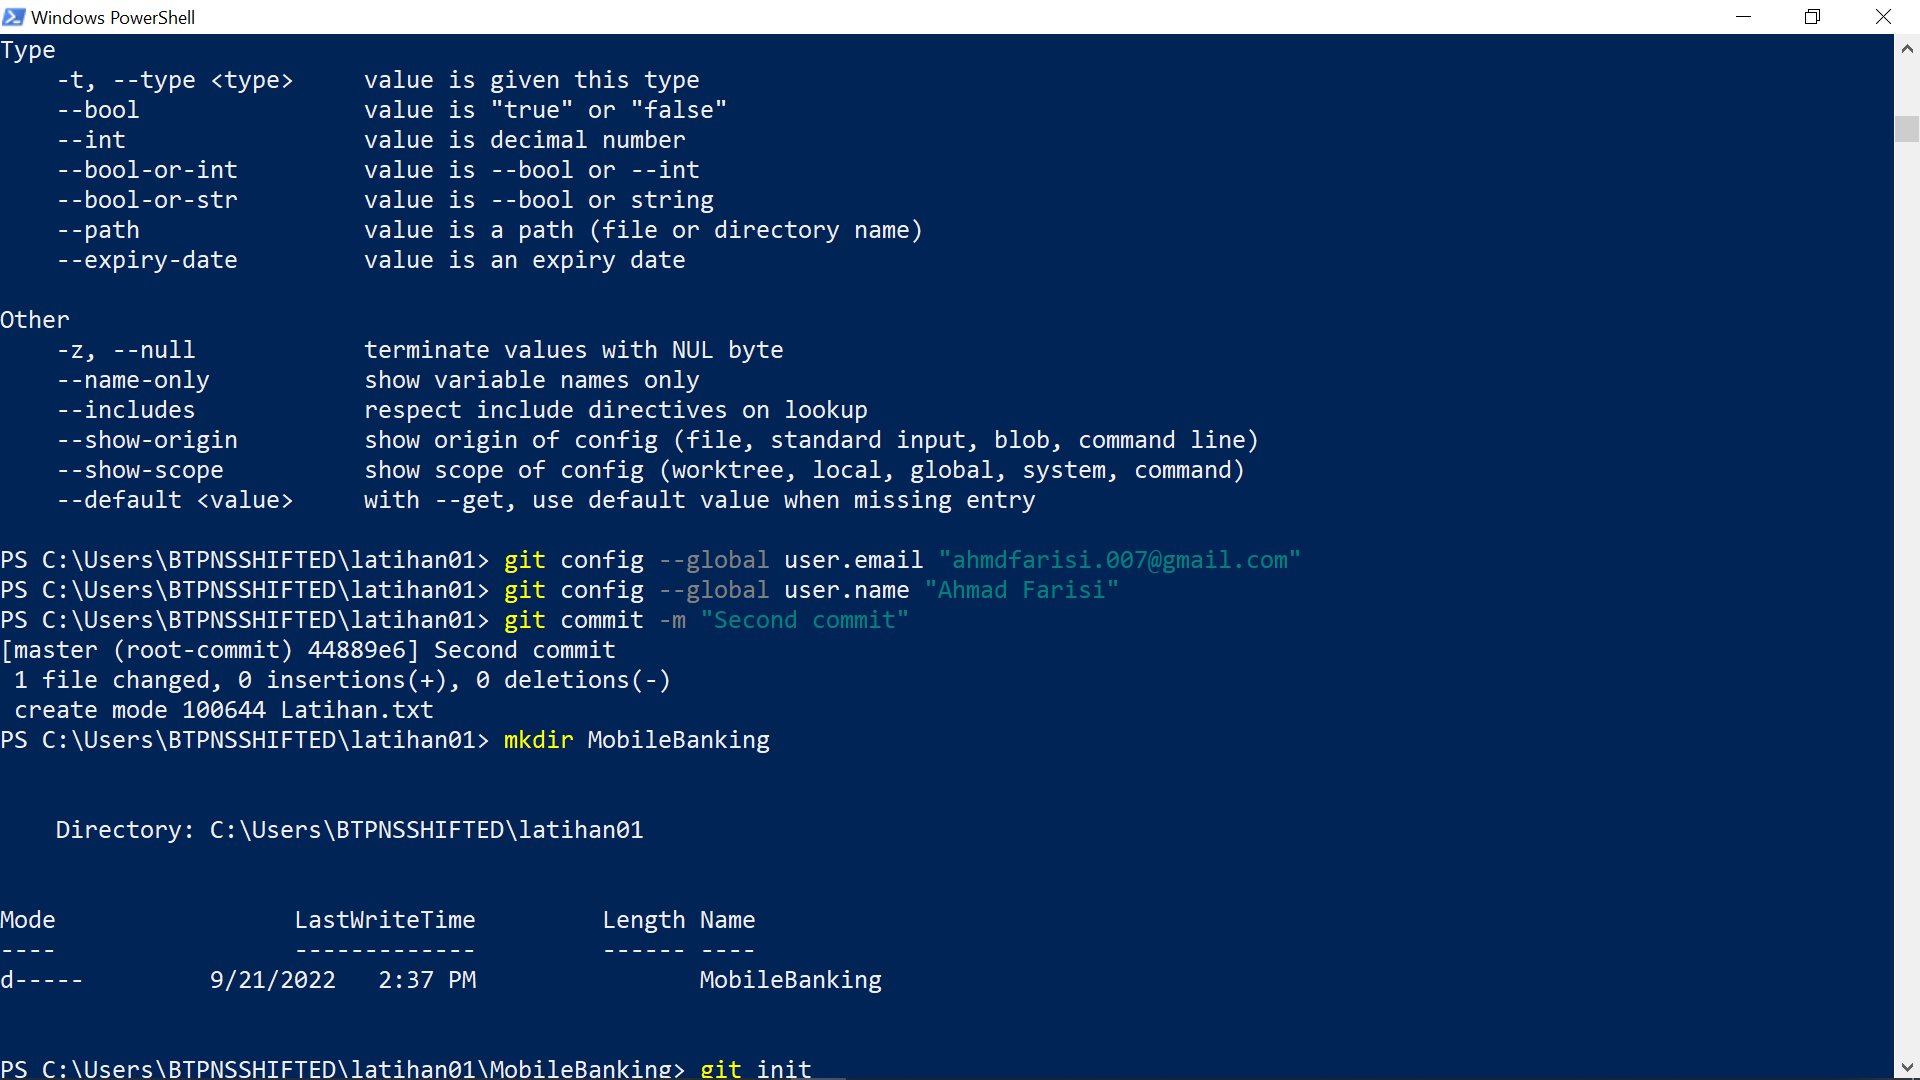 Windows PowerShell
Type
    -t, --type <type>     value is given this type
    --bool                value is "true" or "false"
    --int                 value is decimal number
    --bool-or-int         value is --bool or --int
    --bool-or-str         value is --bool or string
    --path                value is a path (file or directory name)
    --expiry-date         value is an expiry date

Other
    -z, --null            terminate values with NUL byte
    --name-only           show variable names only
    --includes            respect include directives on lookup
    --show-origin         show origin of config (file, standard input, blob, command line)
    --show-scope          show scope of config (worktree, local, global, system, command)
    --default <value>     with --get, use default value when missing entry

PS C:\Users\BTPNSSHIFTED\latihan01> git config --global user.email "ahmdfarisi.007@gmail.com"
PS C:\Users\BTPNSSHIFTED\latihan01> git config --global user.name "Ahmad Farisi"
PS C:\Users\BTPNSSHIFTED\latihan01> git commit -m "Second commit"
[master (root-commit) 44889e6] Second commit
 1 file changed, 0 insertions(+), 0 deletions(-)
 create mode 100644 Latihan.txt
PS C:\Users\BTPNSSHIFTED\latihan01> mkdir MobileBanking


    Directory: C:\Users\BTPNSSHIFTED\latihan01


Mode                 LastWriteTime         Length Name
----                 -------------         ------ ----
d-----         9/21/2022   2:37 PM                MobileBanking


PS C:\Users\BTPNSSHIFTED\latihan01\MobileBanking> git init